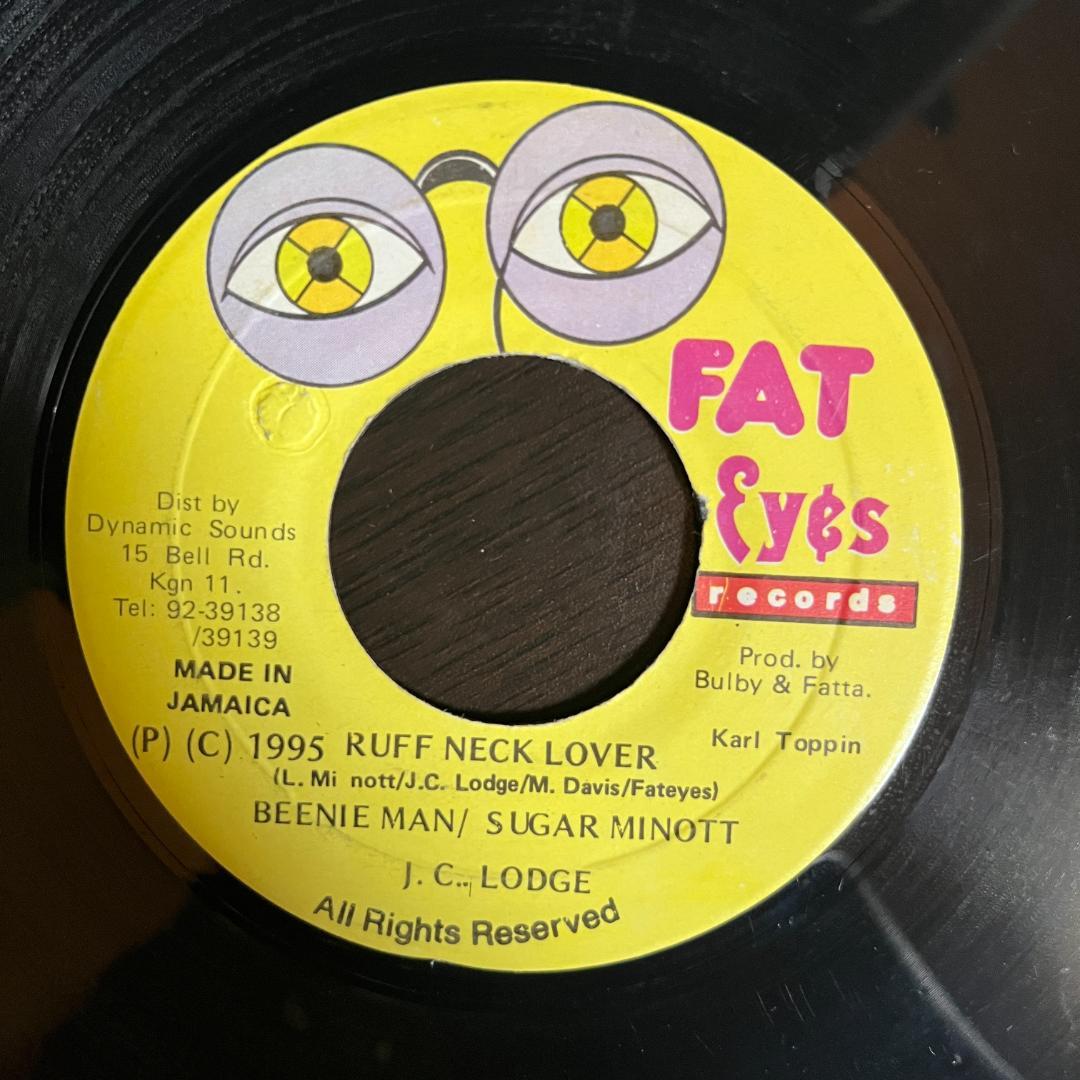 FAT
Eyes
records
Dist by
Dynamic Sounds
15 Bell Rd.
Kgn 11.
Tel: 92-39138
/39139
MADE IN
JAMAICA
Prod. by
Bulby & Fatta.
Karl Toppin
(P) (C) 1995 RUFF NECK LOVER
(L. Mi nott/J.C. Lodge/M. Davis/Fateyes)
BEENIE MAN/ SUGAR MINOTT
J. C., LODGE
All Rights Reserved